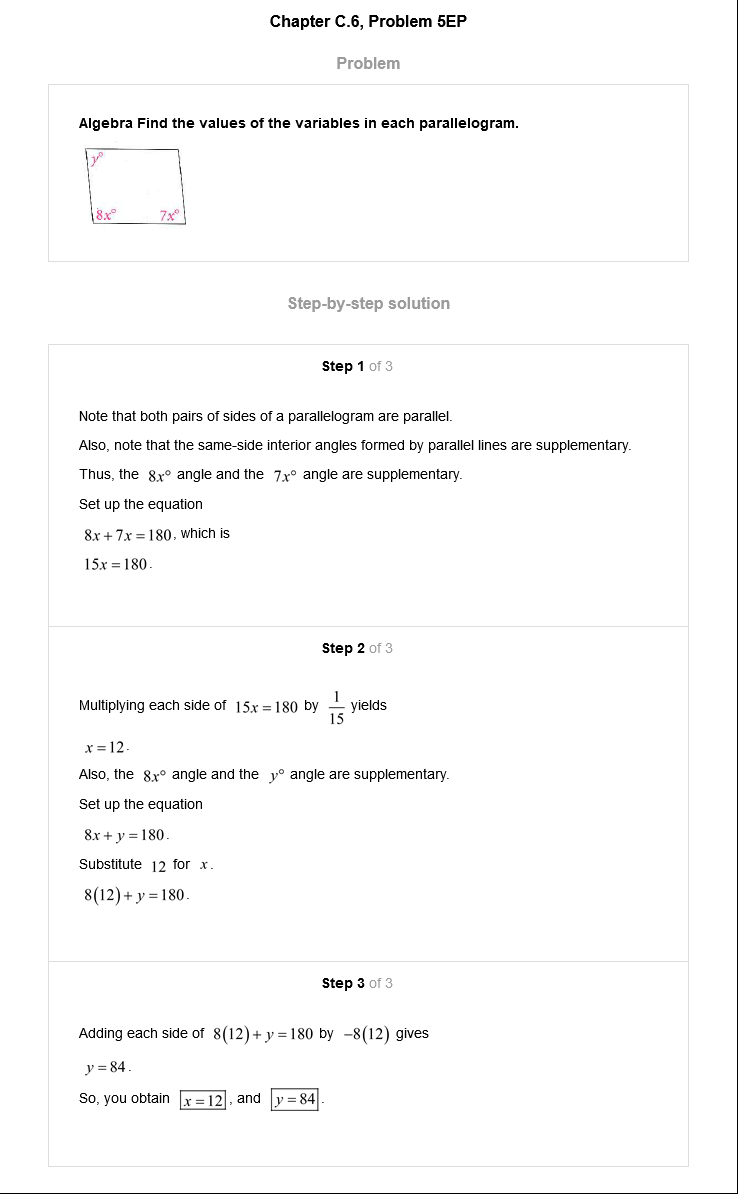 Chapter C.6, Problem 5EP
Problem
Algebra Find the values of the variables in each parallelogram.
y°
8x° 7x°
Step-by-step solution
Step 1 of 3
Note that both pairs of sides of a parallelogram are parallel.
Also, note that the same-side interior angles formed by parallel lines are supplementary.
Thus, the 8x° angle and the 7x° angle are supplementary.
Set up the equation
8x + 7x = 180, which is
15x = 180.
Step 2 of 3
Multiplying each side of 15x = 180 by 1/15 yields
x = 12.
Also, the 8x° angle and the y° angle are supplementary.
Set up the equation
8x + y = 180.
Substitute 12 for x.
8(12) + y = 180.
Step 3 of 3
Adding each side of 8(12) + y = 180 by −8(12) gives
y = 84.
So, you obtain x = 12, and y = 84.